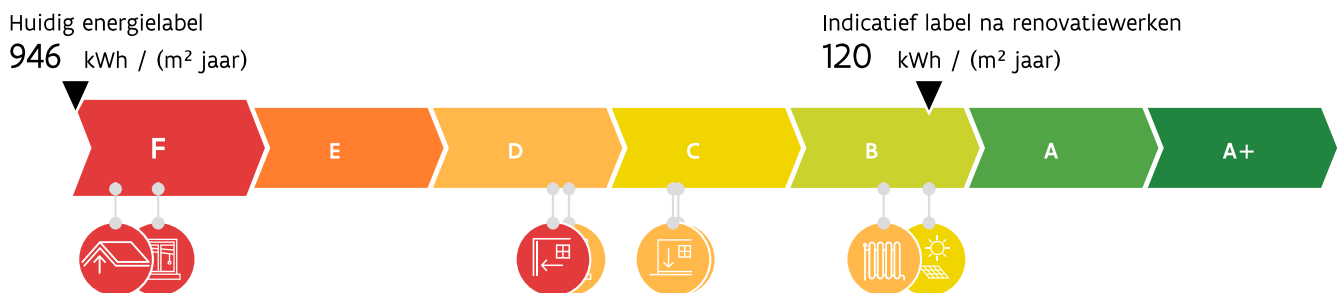 Huidig energielabel
946 kWh / (m² jaar)
Indicatief label na renovatiewerken
120 kWh / (m² jaar)
F E D C B A A+